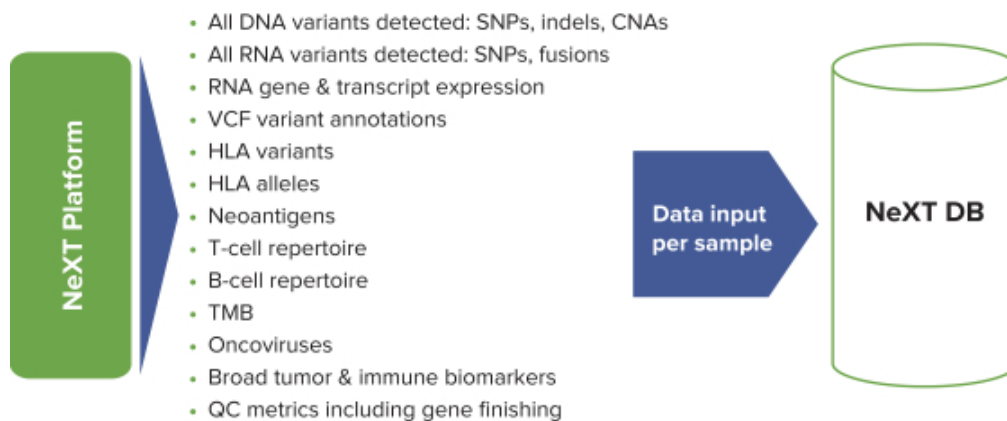 NeXT Platform
• All DNA variants detected: SNPs, indels, CNAs
• All RNA variants detected: SNPs, fusions
• RNA gene & transcript expression
• VCF variant annotations
• HLA variants
• HLA alleles
• Neoantigens
• T-cell repertoire
• B-cell repertoire
• TMB
• Oncoviruses
• Broad tumor & immune biomarkers
• QC metrics including gene finishing
Data input
per sample
NeXT DB